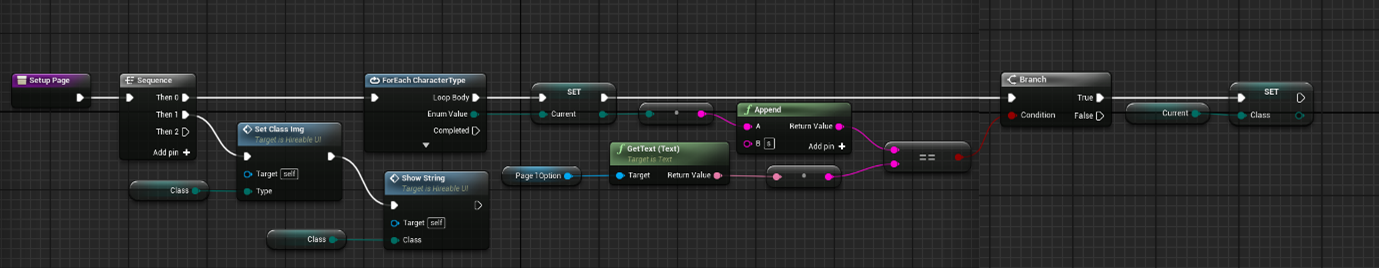 Setup Page
Sequence
Then 0
Then 1
Then 2
Add pin +
Class
Set Class Img
Target is Hireable UI
Target self
Type
Class
Show String
Target is Hireable UI
Target self
Class
ForEach CharacterType
Loop Body
Enum Value
Completed
SET
Current
Page 1Option
GetText (Text)
Target is Text
Target Return Value
Append
A Return Value
B s Add pin +
==
Branch
True
Condition False
Current
SET
Class